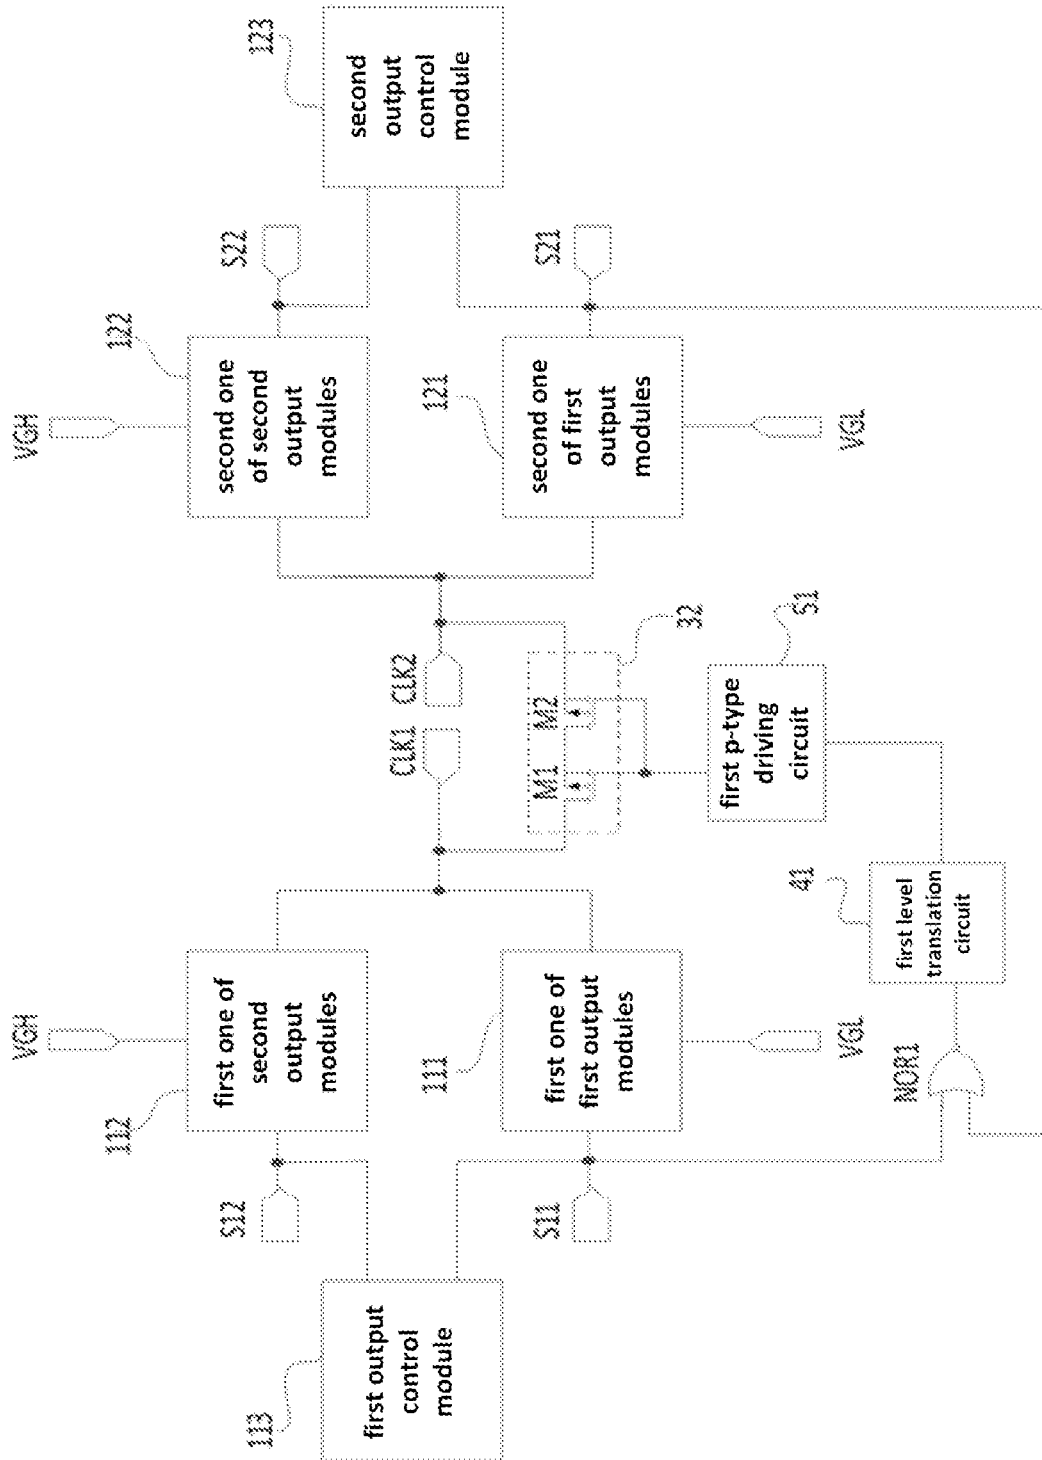 113
first output
control
module
S12
S11
112
VGH
first one of
second
output
modules
111
first one of
first output
modules
VGL
NOR1
41
first level
translation
circuit
CLK1
CLK2
M1
M2
32
first p-type
driving
circuit
51
122
VGH
second one
of second
output
modules
121
second one
of first
output
modules
VGL
S22
S21
123
second
output
control
module